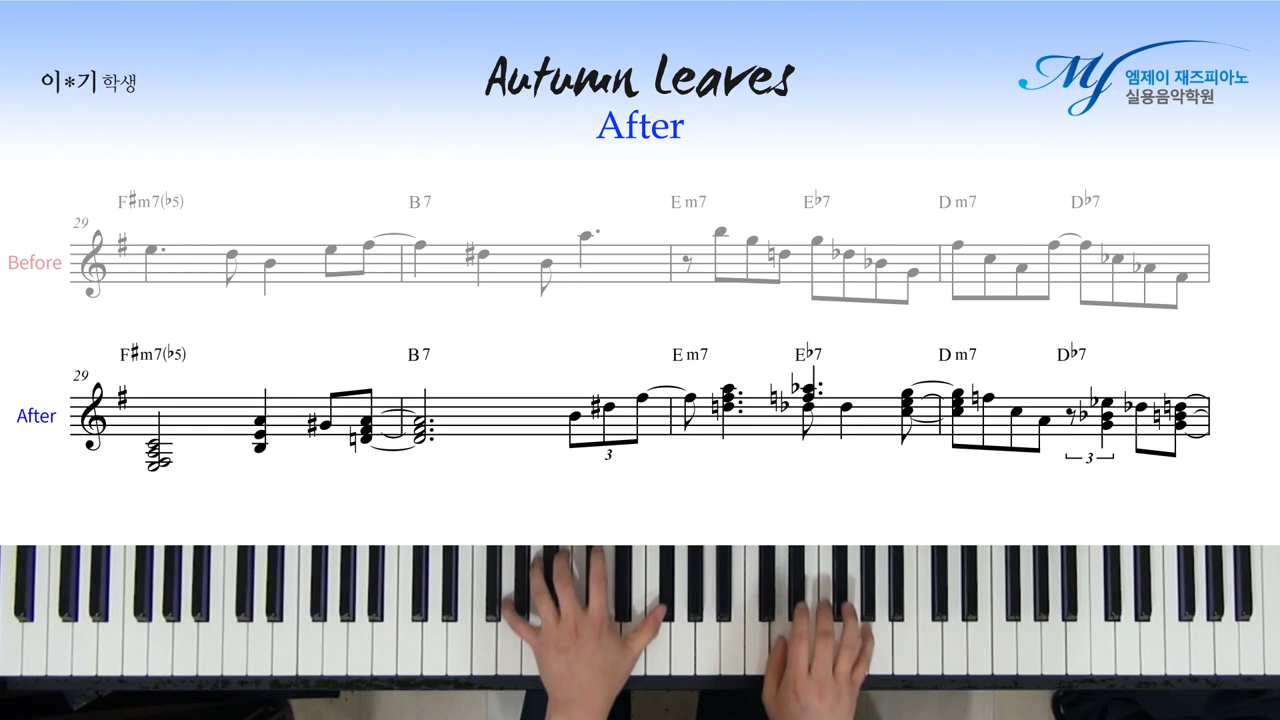 이*기 학생
Autumn Leaves
After
엠제이 재즈피아노
실용음악학원
F♯m7(♭5) B7 Em7 E♭7 Dm7 D♭7
29
Before
F♯m7(♭5) B7 Em7 E♭7 Dm7 D♭7
29
After
3 3